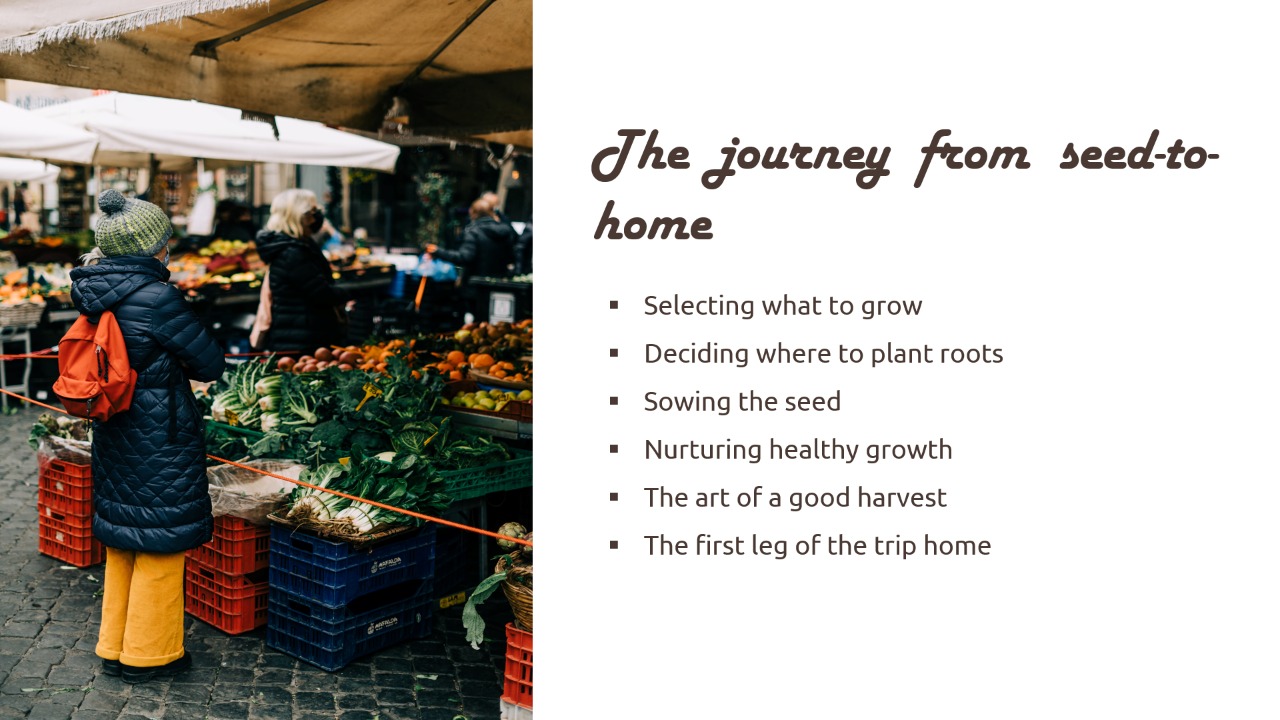 The journey from seed-to-
home
▪ Selecting what to grow
▪ Deciding where to plant roots
▪ Sowing the seed
▪ Nurturing healthy growth
▪ The art of a good harvest
▪ The first leg of the trip home